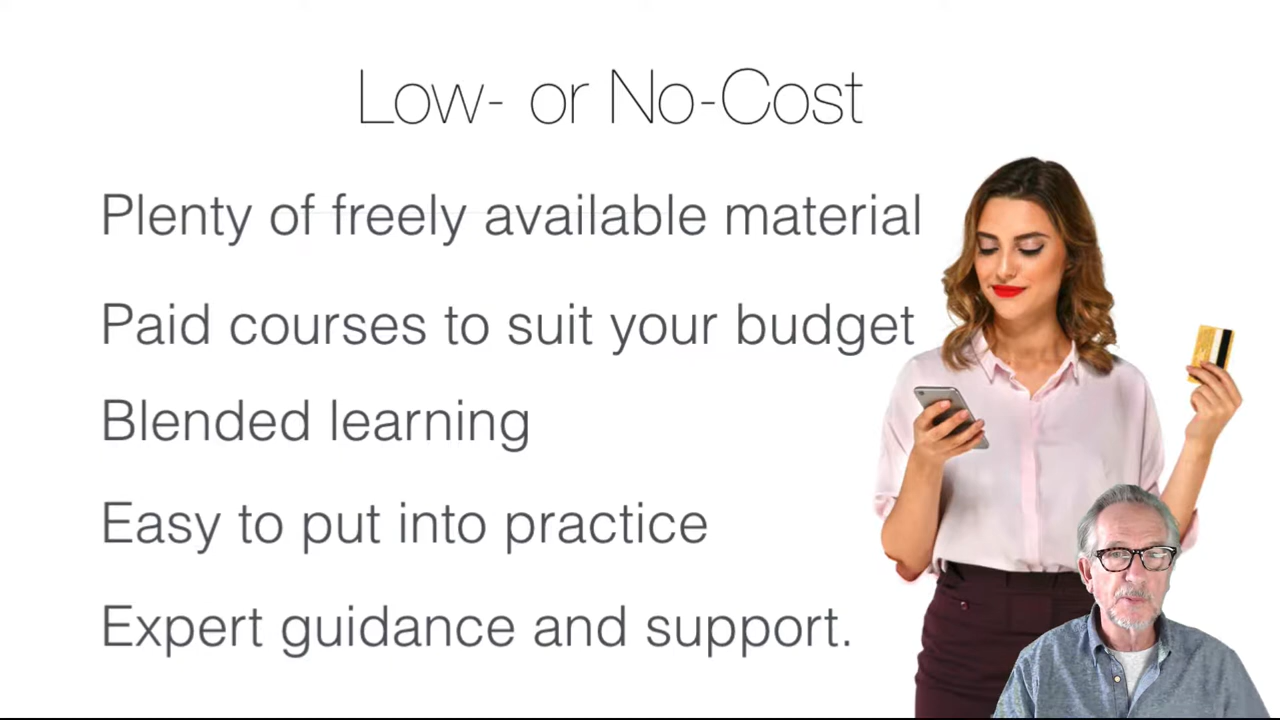 Low- or No-Cost
Plenty of freely available material
Paid courses to suit your budget
Blended learning
Easy to put into practice
Expert guidance and support.